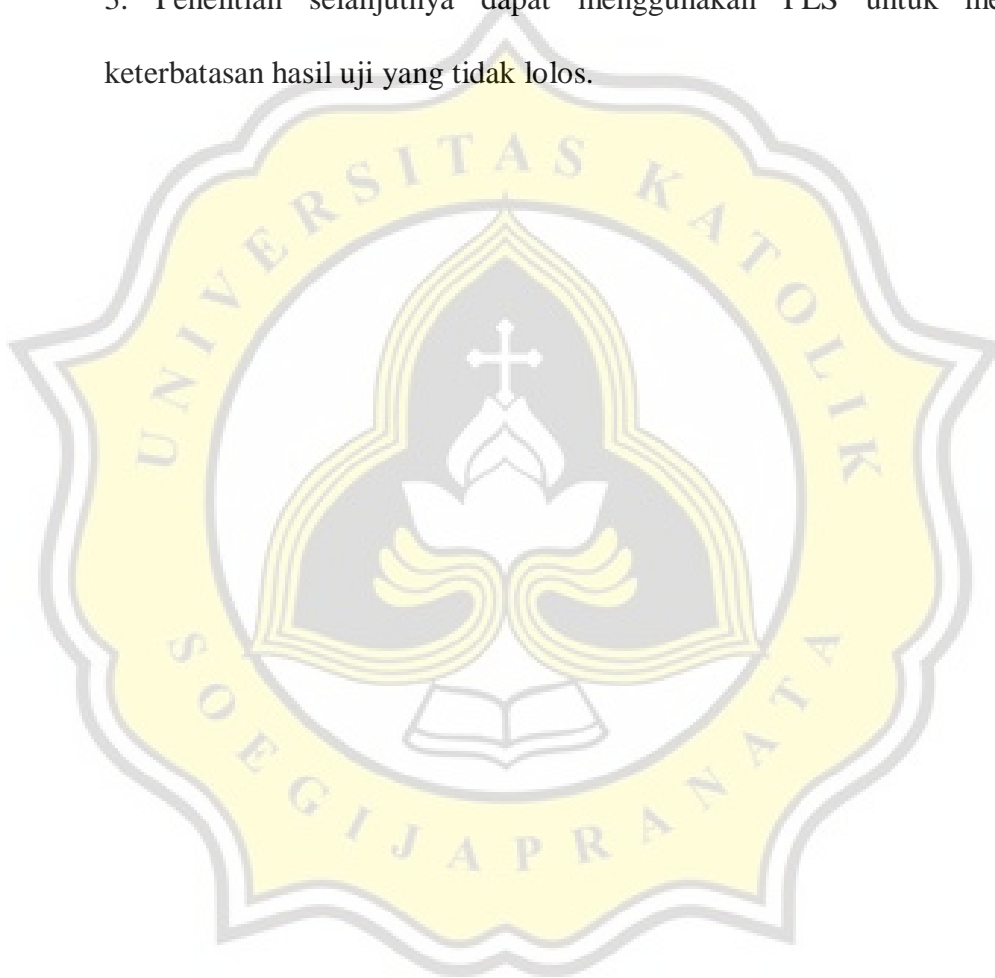 3. Penelitian selanjutnya dapat menggunakan PLS untuk me
keterbatasan hasil uji yang tidak lolos.
UNIVERSITAS KATOLIK
SOEGIJAPRANATA